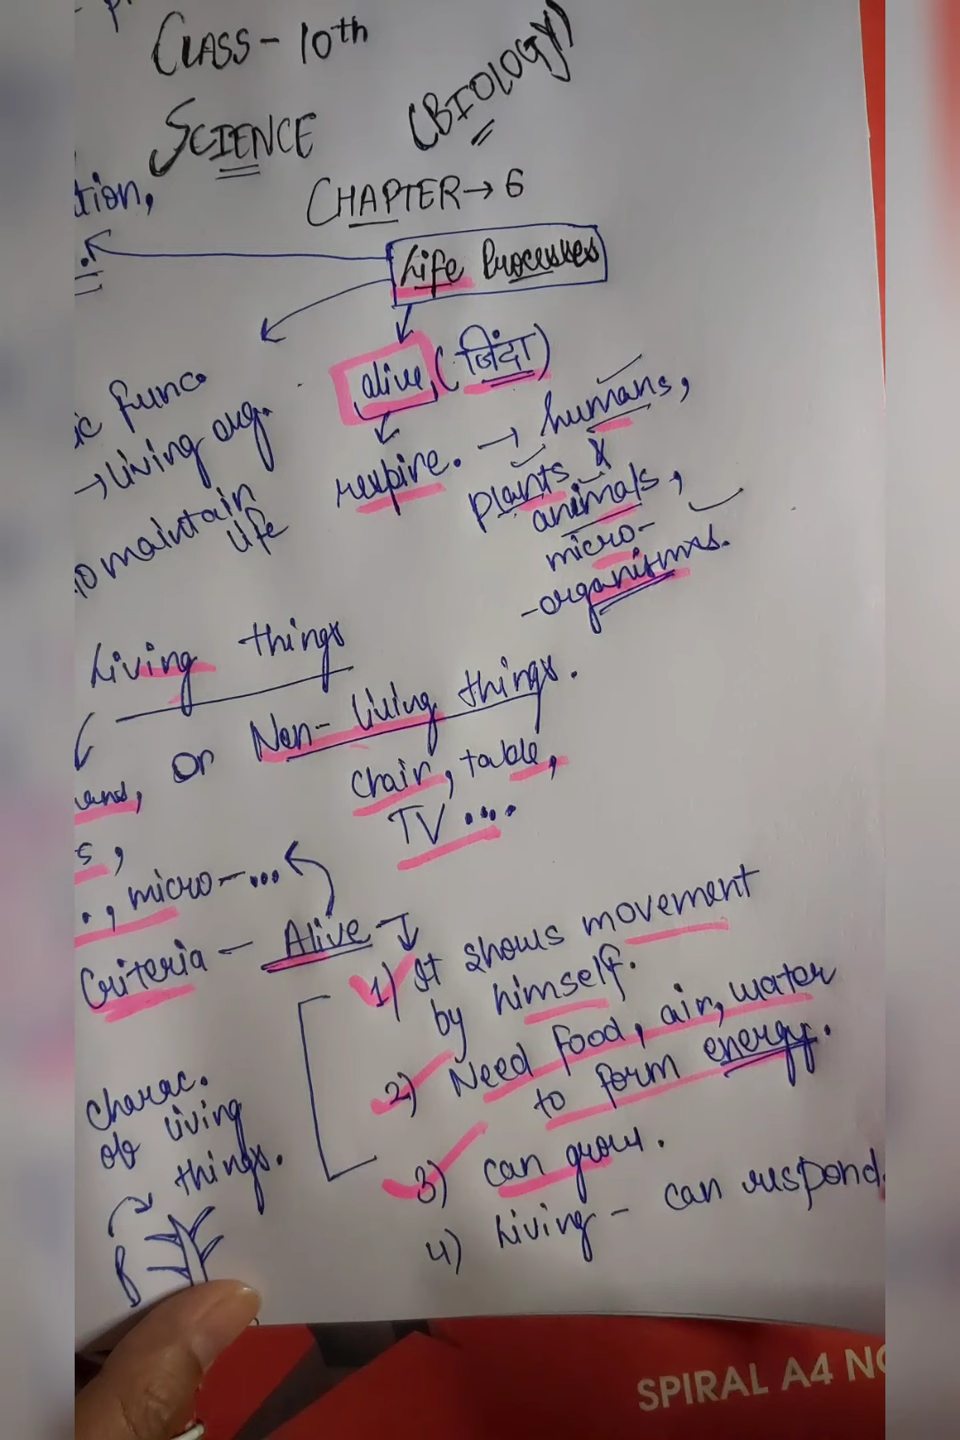 CLASS - 10th
SCIENCE (BIOLOGY)
tion,
CHAPTER → 6
Life Processes
alive (जिंदा)
ic func.
→ living org.
respire. → humans,
plants &
animals,
micro-
-organisms.
to maintain
life
Living things
or Non-living things.
chair, table,
TV ....
s,
., micro-...
Criteria - Alive →
1) It shows movement
by himself.
2) Need food, air, water
to form energy.
3) can grow.
4) Living - can respond.
charac.
of living
things.
SPIRAL A4 NO